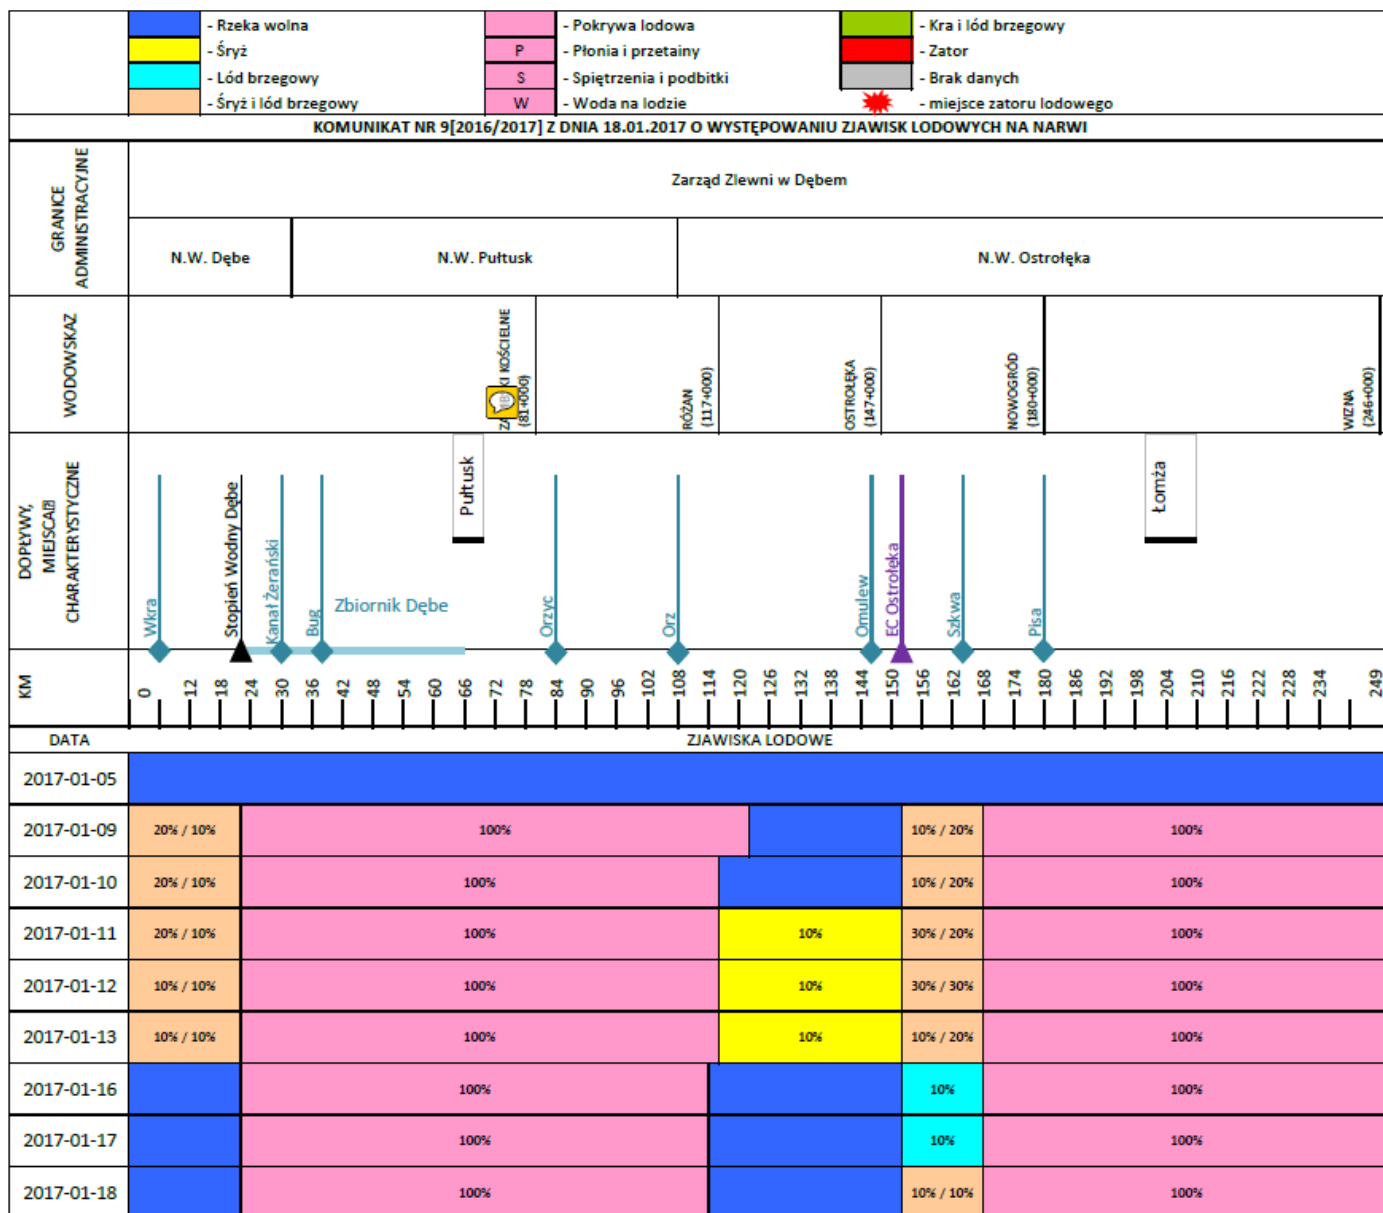 - Rzeka wolna
- Śryż
- Lód brzegowy
- Śryż i lód brzegowy
- Pokrywa lodowa
P - Płonia i przetainy
S - Spiętrzenia i podbitki
W - Woda na lodzie
- Kra i lód brzegowy
- Zator
- Brak danych
- miejsce zatoru lodowego
KOMUNIKAT NR 9[2016/2017] Z DNIA 18.01.2017 O WYSTĘPOWANIU ZJAWISK LODOWYCH NA NARWI
GRANICE
ADMINISTRACYJNE
Zarząd Zlewni w Dębem
N.W. Dębe
N.W. Pułtusk
N.W. Ostrołęka
WODOWSKAZ
KOŚCIELNE
(81+000)
RÓŻAN
(117+000)
OSTROŁĘKA
(147+000)
NOWOGRÓD
(180+000)
WIZNA
(246+000)
DOPŁYWY,
MIEJSCA
CHARAKTERYSTYCZNE
Wkra
Stopień Wodny Dębe
Kanał Żerański
Bug
Zbiornik Dębe
Pułtusk
Orzyc
Orz
Omulew
EC Ostrołęka
Szkwa
Pisa
Łomża
KM
0 12 18 24 30 36 42 48 54 60 66 72 78 84 90 96 102 108 114 120 126 132 138 144 150 156 162 168 174 180 186 192 198 204 210 216 222 228 234 249
DATA ZJAWISKA LODOWE
2017-01-05
2017-01-09 20% / 10% 100% 10% / 20% 100%
2017-01-10 20% / 10% 100% 10% / 20% 100%
2017-01-11 20% / 10% 100% 10% 30% / 20% 100%
2017-01-12 10% / 10% 100% 10% 30% / 30% 100%
2017-01-13 10% / 10% 100% 10% 10% / 20% 100%
2017-01-16 100% 10% 100%
2017-01-17 100% 10% 100%
2017-01-18 100% 10% / 10% 100%